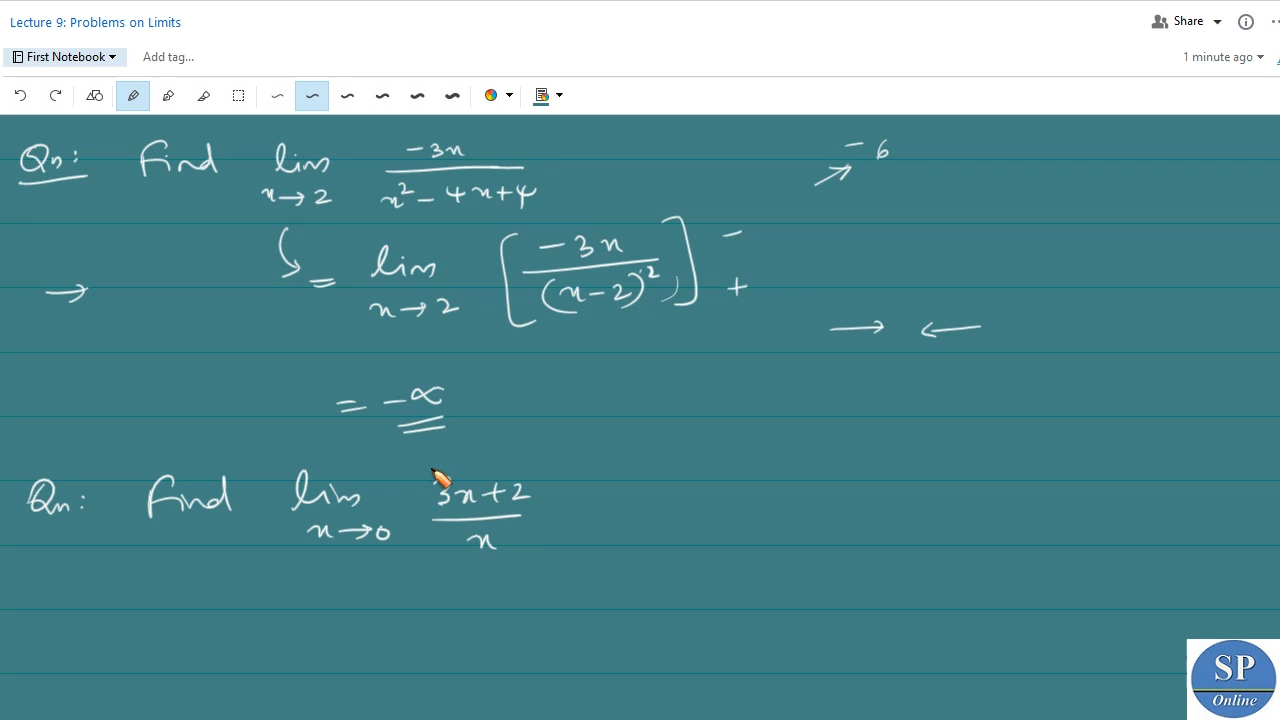 Lecture 9: Problems on Limits
Share
First Notebook
Add tag...
1 minute ago
Qn: Find lim -3x
x→2 x²-4x+4
-6
= lim [-3x -
x→2 (x-2)²] +
→ ←
= -∝
Qn: Find lim 3x+2
x→0 x
SP
Online